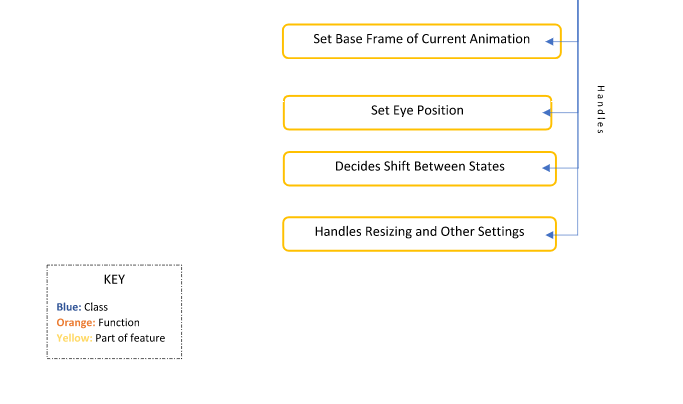 Set Base Frame of Current Animation
Handles
Set Eye Position
Decides Shift Between States
Handles Resizing and Other Settings
KEY
Blue: Class
Orange: Function
Yellow: Part of feature